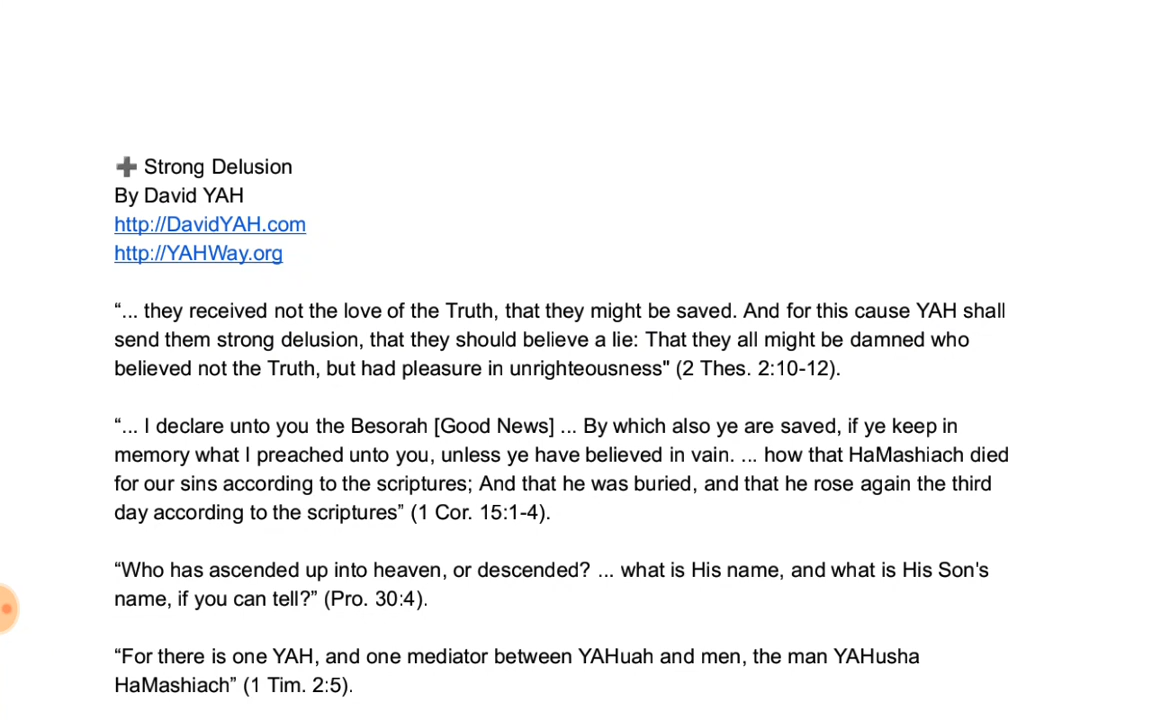 ➕ Strong Delusion
By David YAH
http://DavidYAH.com
http://YAHWay.org
“... they received not the love of the Truth, that they might be saved. And for this cause YAH shall
send them strong delusion, that they should believe a lie: That they all might be damned who
believed not the Truth, but had pleasure in unrighteousness" (2 Thes. 2:10-12).
“... I declare unto you the Besorah [Good News] ... By which also ye are saved, if ye keep in
memory what I preached unto you, unless ye have believed in vain. ... how that HaMashiach died
for our sins according to the scriptures; And that he was buried, and that he rose again the third
day according to the scriptures” (1 Cor. 15:1-4).
“Who has ascended up into heaven, or descended? ... what is His name, and what is His Son's
name, if you can tell?” (Pro. 30:4).
“For there is one YAH, and one mediator between YAHuah and men, the man YAHusha
HaMashiach” (1 Tim. 2:5).